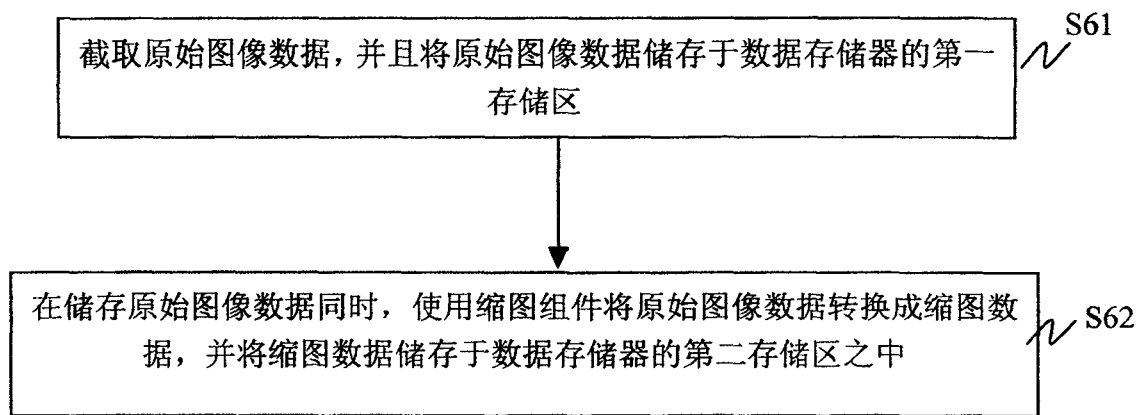 截取原始图像数据，并且将原始图像数据储存于数据存储器的第一
存储区
S61
在储存原始图像数据同时，使用缩图组件将原始图像数据转换成缩图数
据，并将缩图数据储存于数据存储器的第二存储区之中
S62